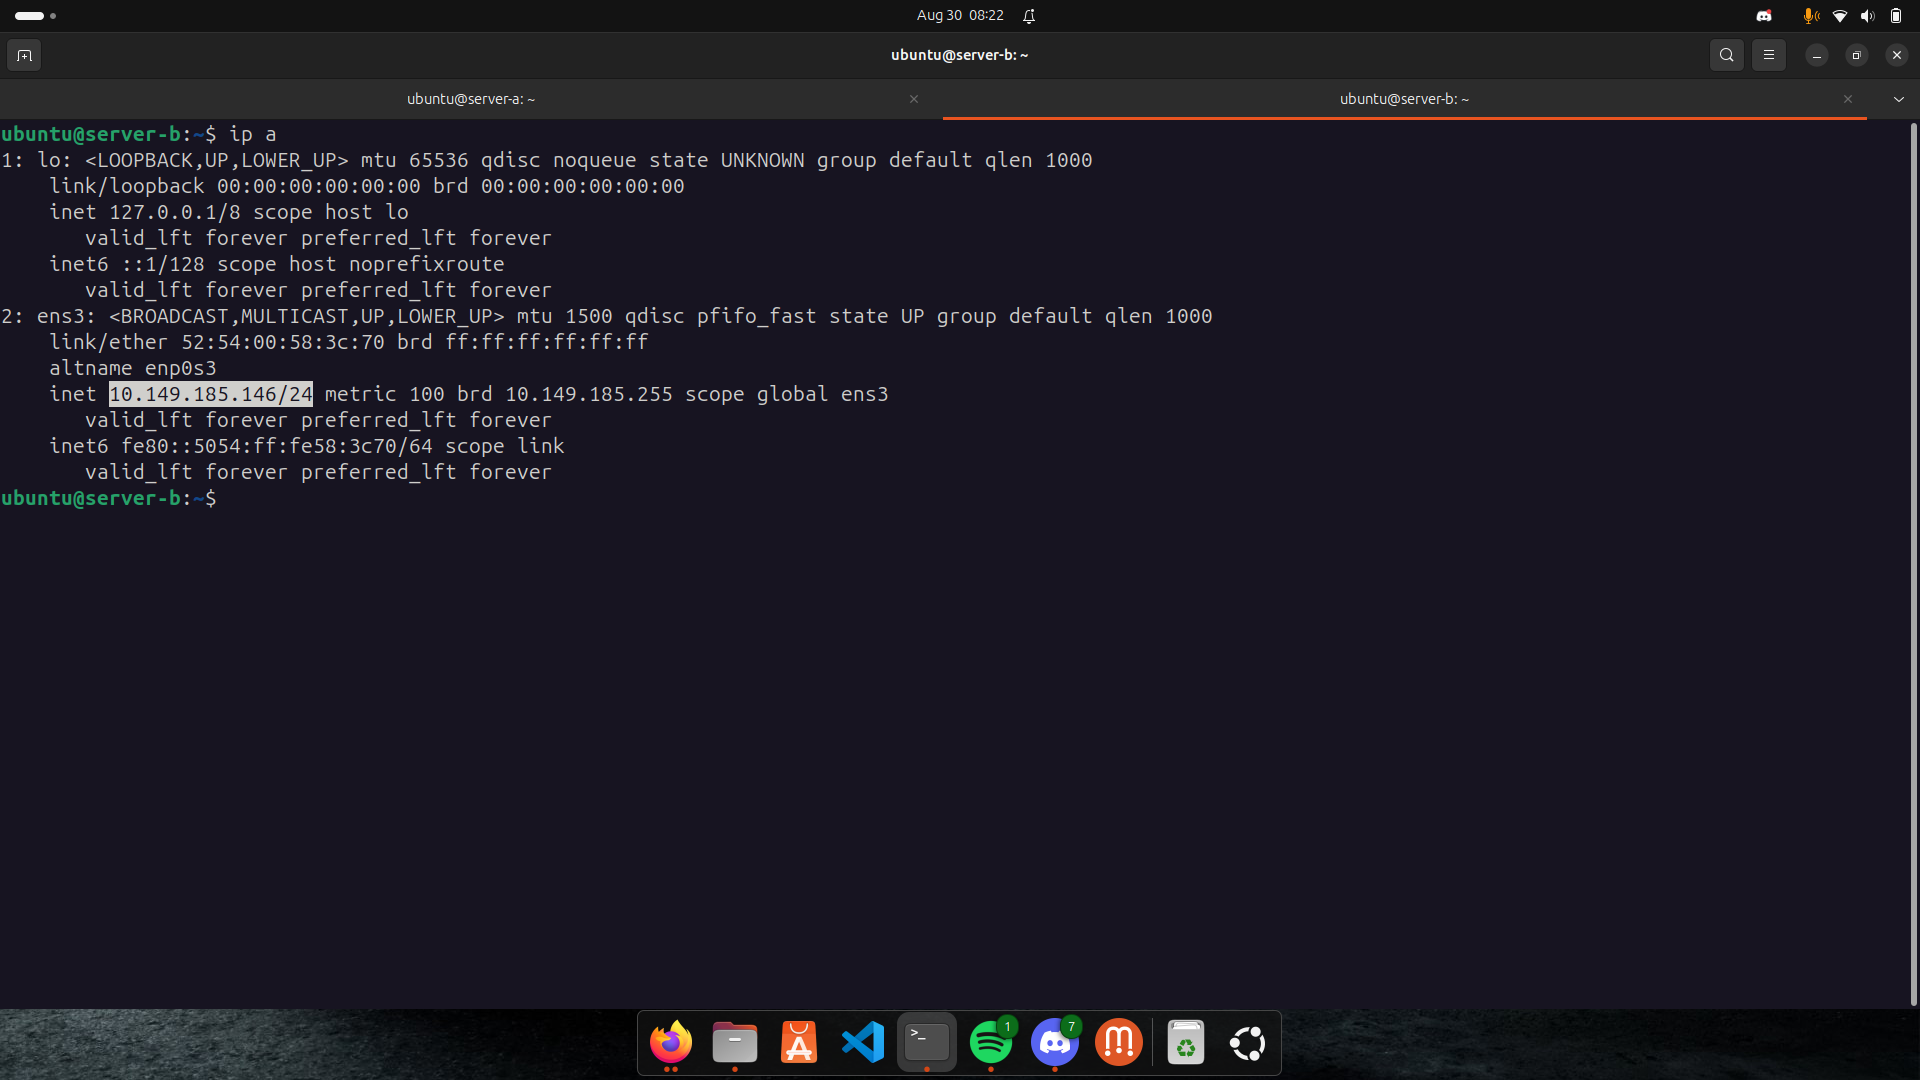 Aug 30 08:22
ubuntu@server-b: ~
ubuntu@server-a: ~
ubuntu@server-b: ~
ubuntu@server-b:~$ ip a
1: lo: <LOOPBACK,UP,LOWER_UP> mtu 65536 qdisc noqueue state UNKNOWN group default qlen 1000
    link/loopback 00:00:00:00:00:00 brd 00:00:00:00:00:00
    inet 127.0.0.1/8 scope host lo
       valid_lft forever preferred_lft forever
    inet6 ::1/128 scope host noprefixroute
       valid_lft forever preferred_lft forever
2: ens3: <BROADCAST,MULTICAST,UP,LOWER_UP> mtu 1500 qdisc pfifo_fast state UP group default qlen 1000
    link/ether 52:54:00:58:3c:70 brd ff:ff:ff:ff:ff:ff
    altname enp0s3
    inet 10.149.185.146/24 metric 100 brd 10.149.185.255 scope global ens3
       valid_lft forever preferred_lft forever
    inet6 fe80::5054:ff:fe58:3c70/64 scope link
       valid_lft forever preferred_lft forever
ubuntu@server-b:~$
>_
1
7